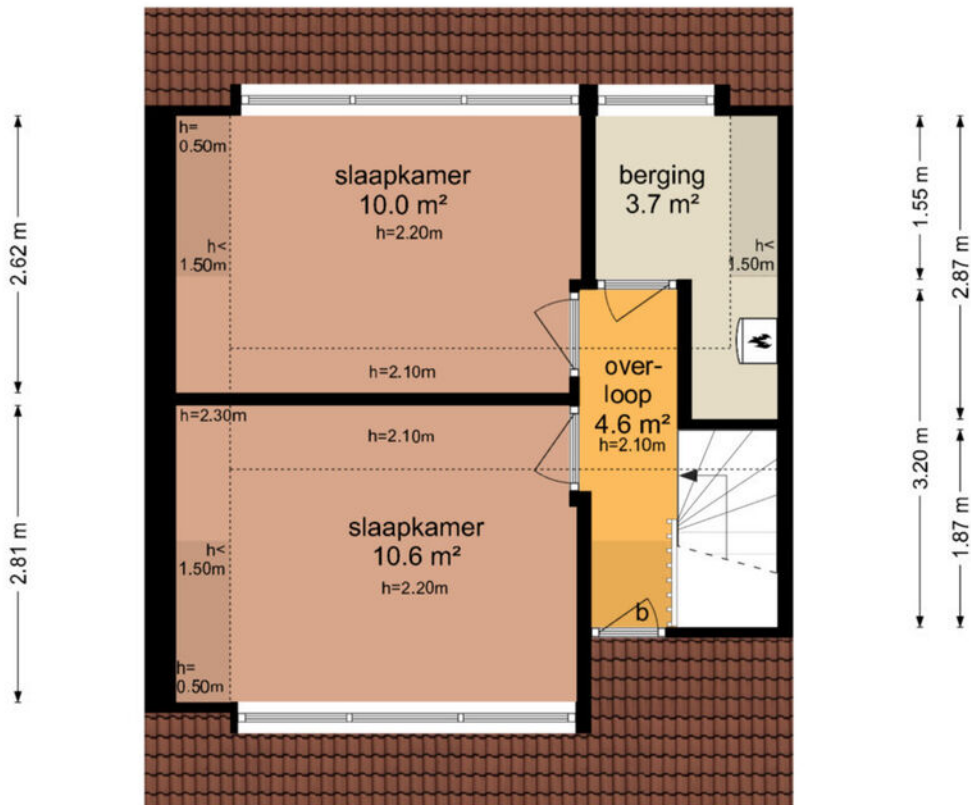 h=
0.50m
slaapkamer
10.0 m²
h=2.20m
h<
1.50m
h=2.10m
berging
3.7 m²
h<
1.50m
over-
loop
4.6 m²
h=2.10m
h=2.30m
h=2.10m
slaapkamer
10.6 m²
h=2.20m
h<
1.50m
h=
0.50m
b
2.62 m
2.81 m
1.55 m
3.20 m
2.87 m
1.87 m